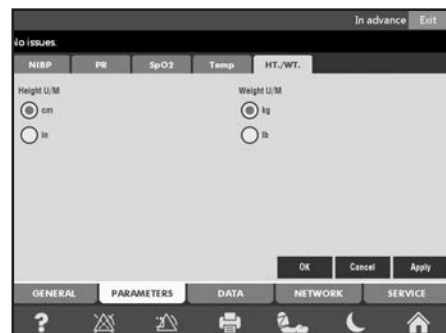 In advance Exit
No issues.
NIBP PR SpO2 Temp HT./WT.
Height U/M Weight U/M
cm kg
in lb
OK Cancel Apply
GENERAL PARAMETERS DATA NETWORK SERVICE
?